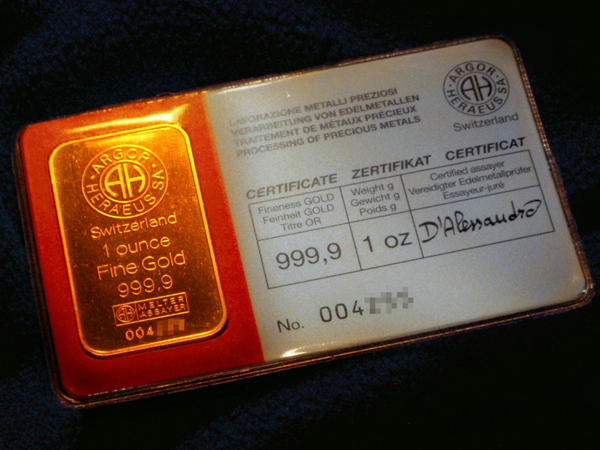 ARGOR
AH
HERAEUS SA
Switzerland
1 ounce
Fine Gold
999,9
AH MELTER
ASSAYER
004
LAVORAZIONE METALLI PREZIOSI
VERARBEITUNG VON EDELMETALLEN
TRAITEMENT DE MÉTAUX PRÉCIEUX
PROCESSING OF PRECIOUS METALS
ARGOR
AH
HERAEUS SA
Switzerland
CERTIFICATE ZERTIFIKAT CERTIFICAT
Fineness GOLD
Feinheit GOLD
Titre OR
Weight g
Gewicht g
Poids g
Certified assayer
Vereidigter Edelmetallprüfer
Essayeur-juré
999,9
1 oz
D'Alessandro
No. 004